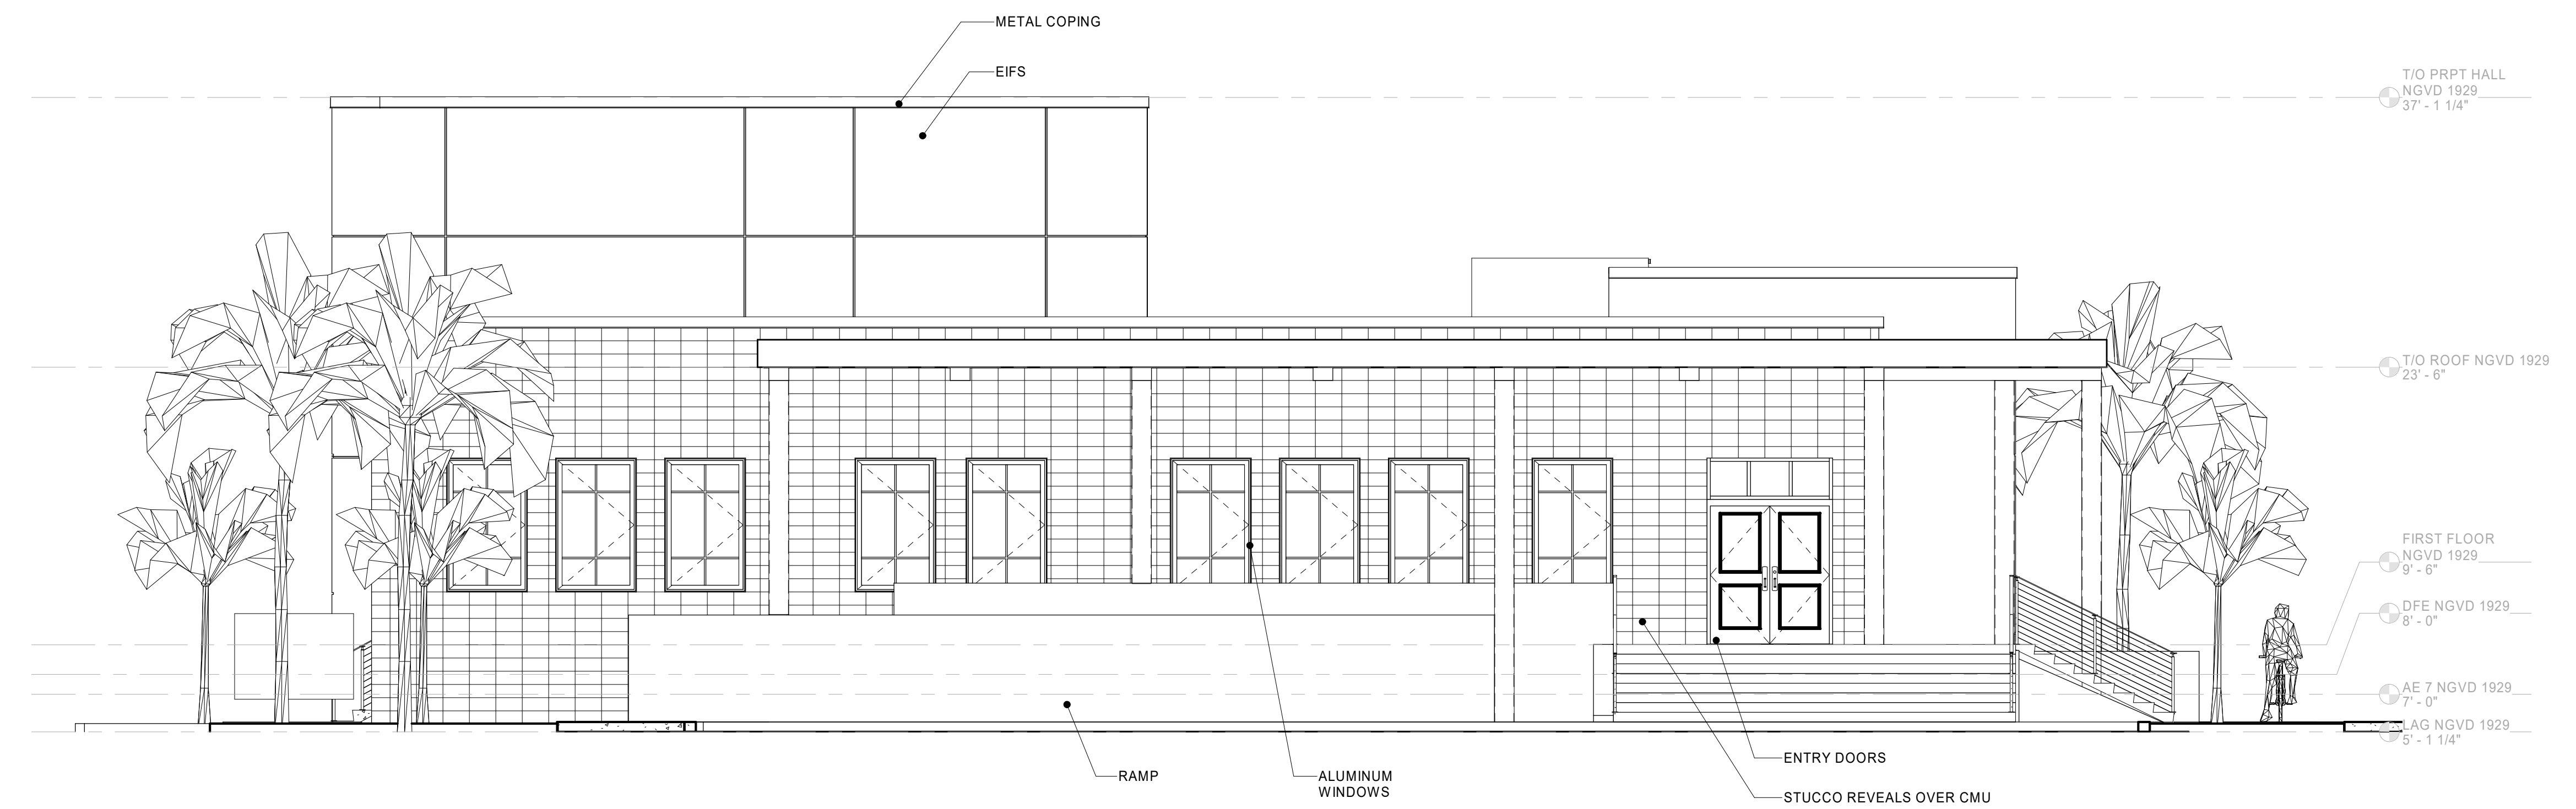 METAL COPING
EIFS
T/O PRPT HALL
NGVD 1929
37' - 1 1/4"
T/O ROOF NGVD 1929
23' - 6"
FIRST FLOOR
NGVD 1929
9' - 6"
DFE NGVD 1929
8' - 0"
AE 7 NGVD 1929
7' - 0"
LAG NGVD 1929
5' - 1 1/4"
ENTRY DOORS
RAMP
ALUMINUM
WINDOWS
STUCCO REVEALS OVER CMU